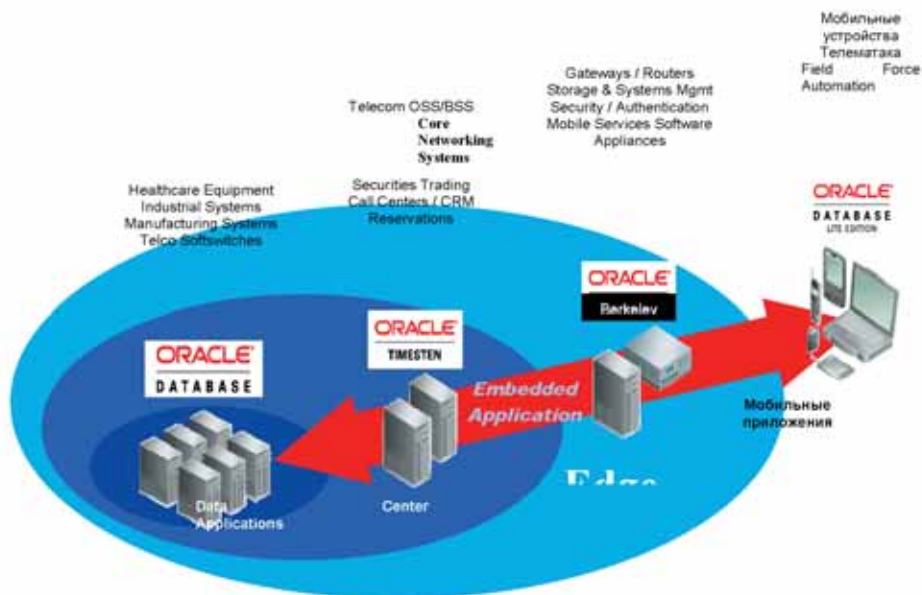 Мобильные
устройства
Телематака
Field Force
Automation
Gateways / Routers
Storage & Systems Mgmt
Security / Authentication
Mobile Services Software
Appliances
Telecom OSS/BSS
Core
Networking
Systems
Securities Trading
Call Centers / CRM
Reservations
Healthcare Equipment
Industrial Systems
Manufacturing Systems
Telco Softswitches
ORACLE
DATABASE
LITE EDITION
ORACLE
Berkeley
ORACLE
TIMESTEN
ORACLE
DATABASE
Embedded
Application
Мобильные
приложения
Edge
Data
Applications
Center